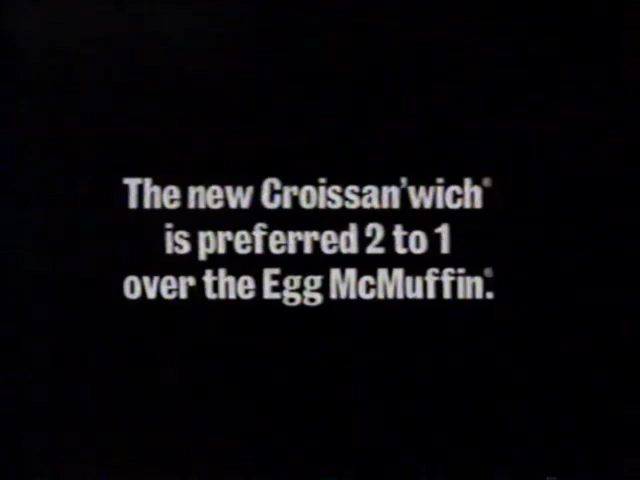 The new Croissan'wich®
is preferred 2 to 1
over the Egg McMuffin®.